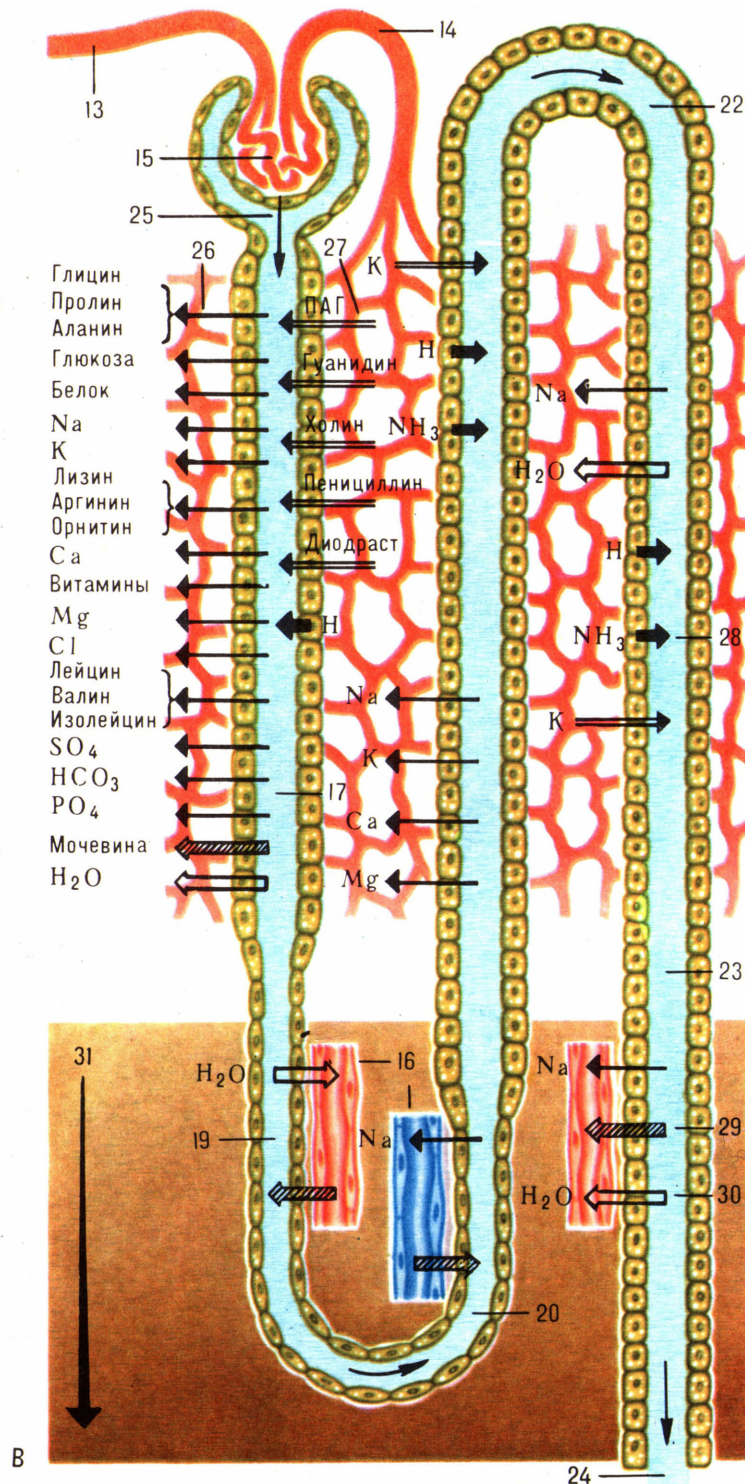 14
13
22
15
25
26
27
K
Глицин
Пролин
Аланин
ПАГ
Глюкоза
Гуанидин
H
Белок
Na
Na
K
Холин
NH₃
Лизин
Аргинин
Орнитин
Пенициллин
H₂O
Ca
Диодраст
H
Витамины
Mg
H
Cl
NH₃
28
Лейцин
Валин
Изолейцин
Na
K
SO₄
K
HCO₃
17
PO₄
Ca
Мочевина
H₂O
Mg
23
31
16
H₂O
Na
19
Na
29
H₂O
30
20
В
24